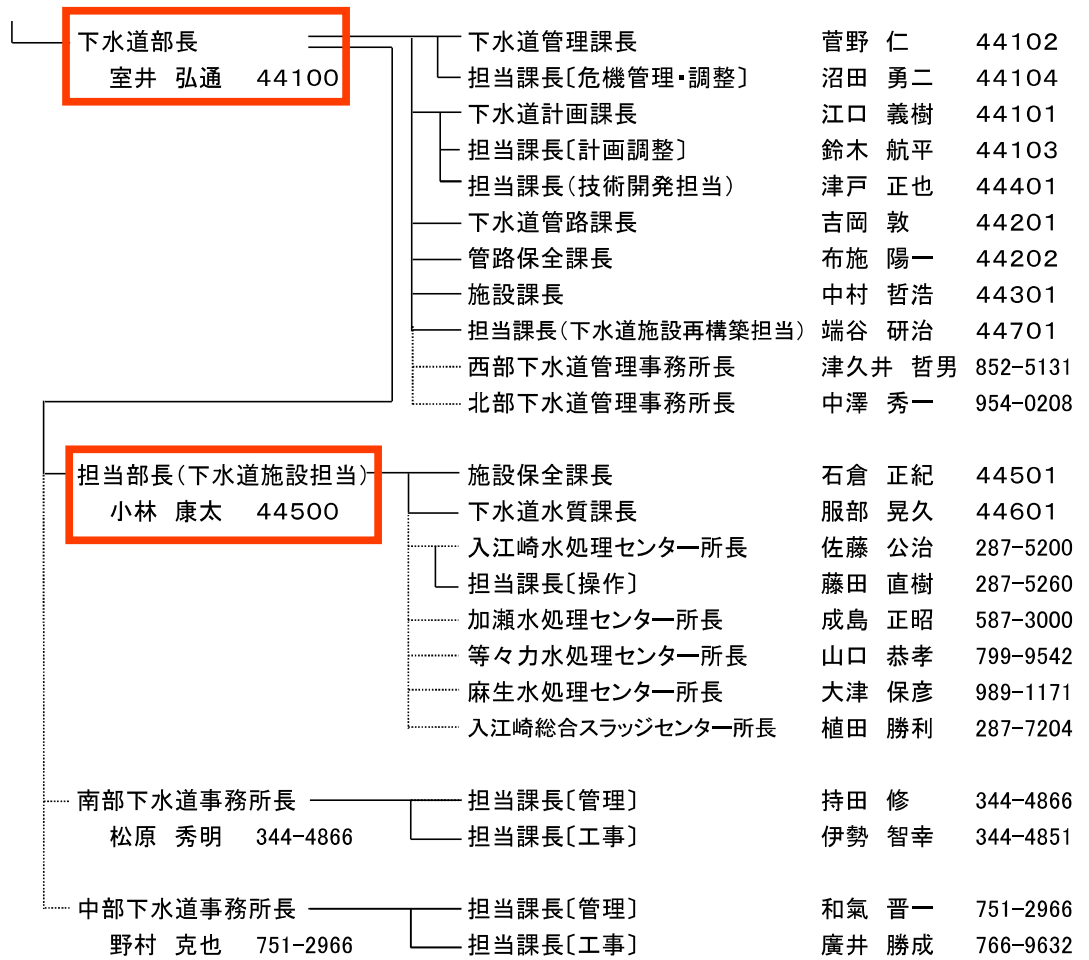 下水道部長 下水道管理課長 菅野 仁 44102
室井 弘通 44100 担当課長〔危機管理・調整〕 沼田 勇二 44104
下水道計画課長 江口 義樹 44101
担当課長〔計画調整〕 鈴木 航平 44103
担当課長(技術開発担当) 津戸 正也 44401
下水道管路課長 吉岡 敦 44201
管路保全課長 布施 陽一 44202
施設課長 中村 哲浩 44301
担当課長(下水道施設再構築担当) 端谷 研治 44701
西部下水道管理事務所長 津久井 哲男 852-5131
北部下水道管理事務所長 中澤 秀一 954-0208
担当部長(下水道施設担当) 施設保全課長 石倉 正紀 44501
小林 康太 44500 下水道水質課長 服部 晃久 44601
入江崎水処理センター所長 佐藤 公治 287-5200
担当課長〔操作〕 藤田 直樹 287-5260
加瀬水処理センター所長 成島 正昭 587-3000
等々力水処理センター所長 山口 恭孝 799-9542
麻生水処理センター所長 大津 保彦 989-1171
入江崎総合スラッジセンター所長 植田 勝利 287-7204
南部下水道事務所長 担当課長〔管理〕 持田 修 344-4866
松原 秀明 344-4866 担当課長〔工事〕 伊勢 智幸 344-4851
中部下水道事務所長 担当課長〔管理〕 和氣 晋一 751-2966
野村 克也 751-2966 担当課長〔工事〕 廣井 勝成 766-9632